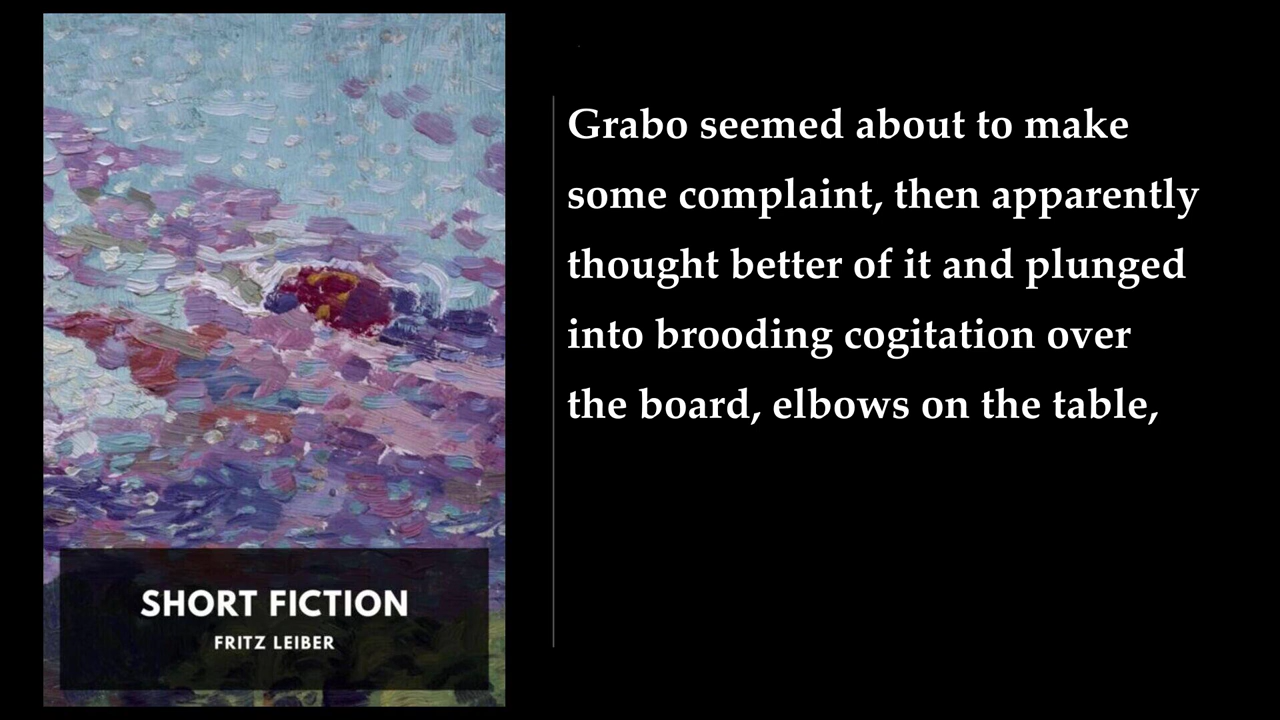 SHORT FICTION
FRITZ LEIBER
Grabo seemed about to make
some complaint, then apparently
thought better of it and plunged
into brooding cogitation over
the board, elbows on the table,